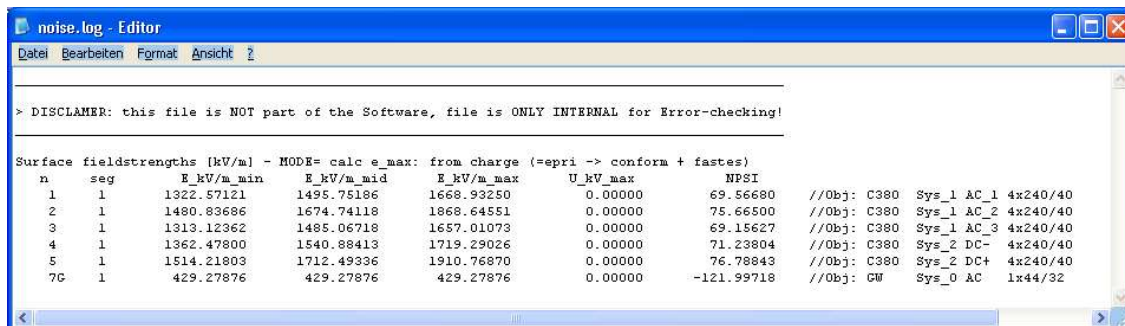 noise.log - Editor
Datei Bearbeiten Format Ansicht ?
> DISCLAMER: this file is NOT part of the Software, file is ONLY INTERNAL for Error-checking!
Surface fieldstrengths [kV/m] - MODE= calc e_max: from charge (=epri -> conform + fastes)
n seg E_kV/m_min E_kV/m_mid E_kV/m_max U_kV_max NPSI
1 1 1322.57121 1495.75186 1668.93250 0.00000 69.56680 //Obj: C380 Sys_1 AC_1 4x240/40
2 1 1480.83686 1674.74118 1868.64551 0.00000 75.66500 //Obj: C380 Sys_1 AC_2 4x240/40
3 1 1313.12362 1485.06718 1657.01073 0.00000 69.15627 //Obj: C380 Sys_1 AC_3 4x240/40
4 1 1362.47800 1540.88413 1719.29026 0.00000 71.23804 //Obj: C380 Sys_2 DC- 4x240/40
5 1 1514.21803 1712.49336 1910.76870 0.00000 76.78843 //Obj: C380 Sys_2 DC+ 4x240/40
7G 1 429.27876 429.27876 429.27876 0.00000 -121.99718 //Obj: GW Sys_0 AC 1x44/32